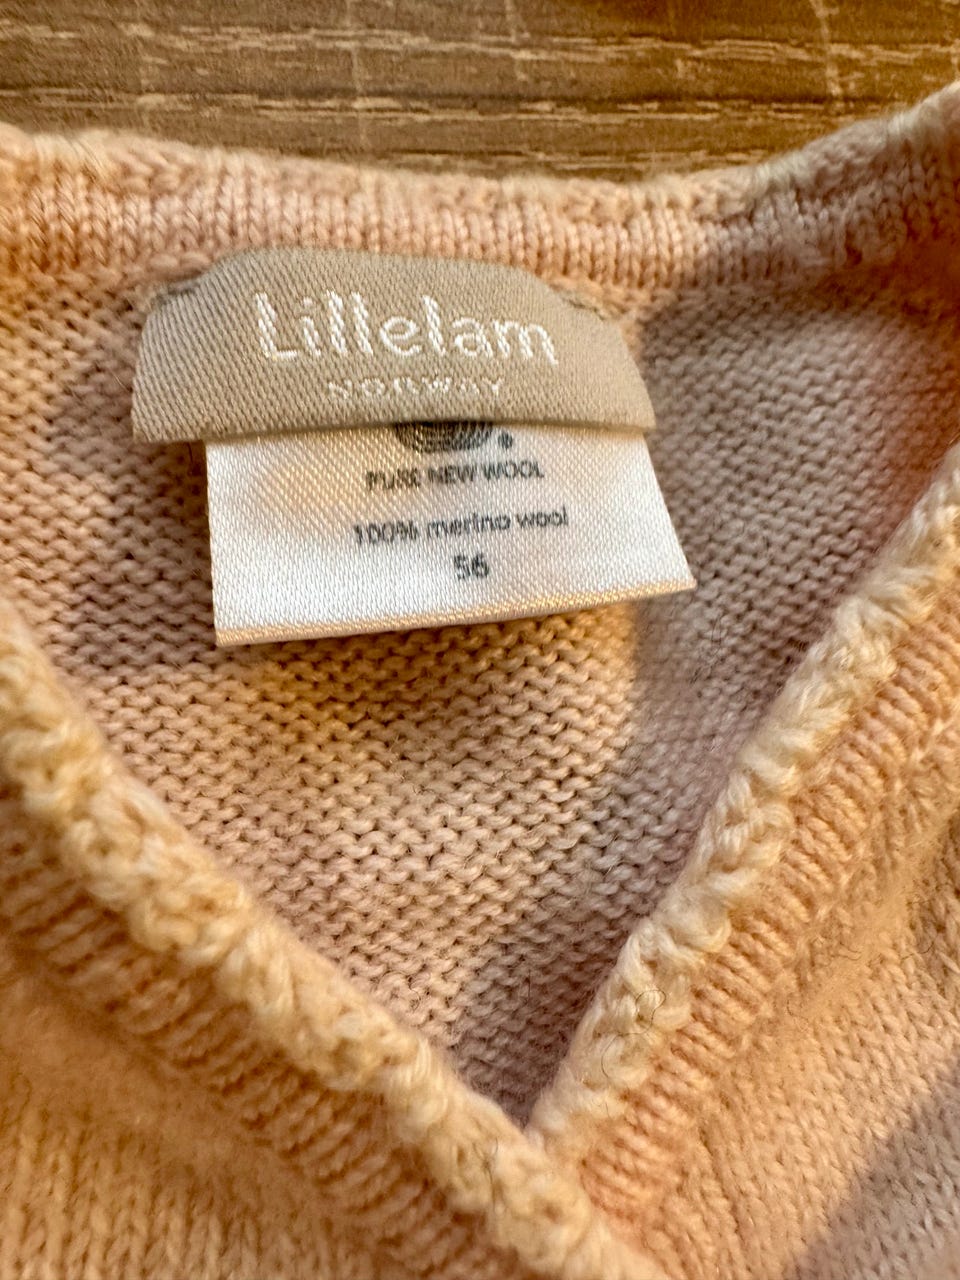 Lillelam
NORWAY
PURE NEW WOOL
100% merino wool
56